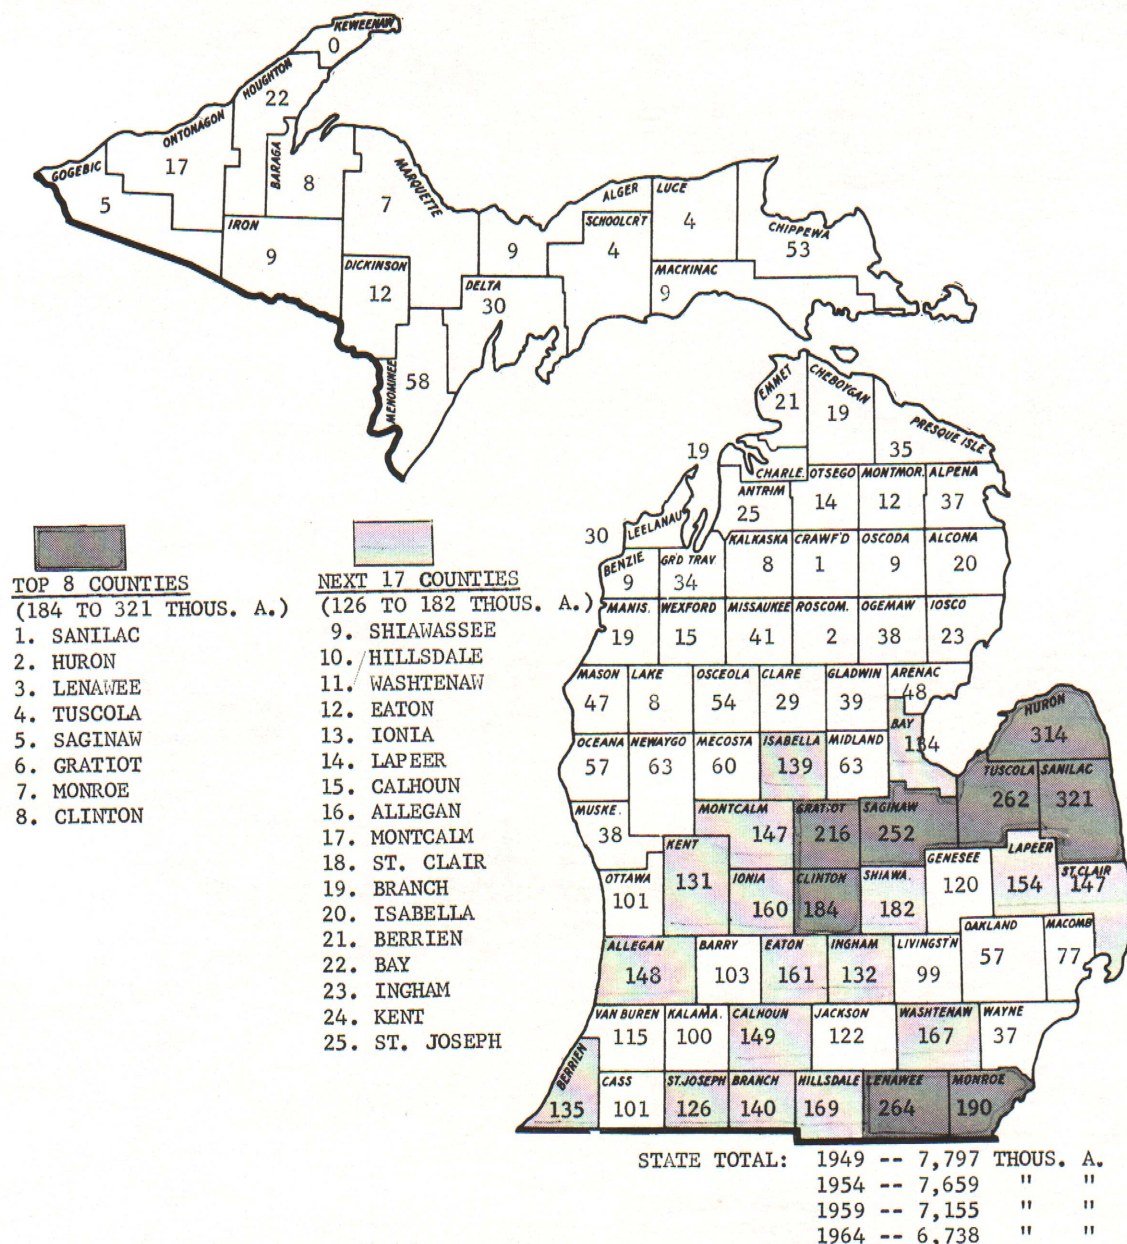 KEWEENAW
0
HOUGHTON
22
ONTONAGON
17
GOGEBIC
5
BARAGA
8
MARQUETTE
7
IRON
9
DICKINSON
12
ALGER
9
LUCE
4
SCHOOLCR'T
4
CHIPPEWA
53
MACKINAC
9
DELTA
30
MENOMINEE
58
EMMET
21
CHEBOYGAN
19
PRESQUE ISLE
35
19
CHARLE. OTSEGO MONTMOR. ALPENA
ANTRIM
25 14 12 37
30
LEELANAU
BENZIE GR'D TRAV KALKASKA CRAWF'D OSCODA ALCONA
9 34 8 1 9 20
MANIS. WEXFORD MISSAUKEE ROSCOM. OGEMAW IOSCO
19 15 41 2 38 23
MASON LAKE OSCEOLA CLARE GLADWIN ARENAC
47 8 54 29 39 48
HURON
314
OCEANA NEWAYGO MECOSTA ISABELLA MIDLAND BAY
57 63 60 139 63 134
TUSCOLA SANILAC
262 321
MUSKE. MONTCALM GRATIOT SAGINAW
38 147 216 252
KENT
131
LAPEER
154
OTTAWA IONIA CLINTON SHIAWA. GENESEE ST.CLAIR
101 160 184 182 120 147
ALLEGAN BARRY EATON INGHAM LIVINGST'N OAKLAND MACOMB
148 103 161 132 99 57 77
VAN BUREN KALAMA. CALHOUN JACKSON WASHTENAW WAYNE
115 100 149 122 167 37
BERRIEN CASS ST.JOSEPH BRANCH HILLSDALE LENAWEE MONROE
135 101 126 140 169 264 190
TOP 8 COUNTIES
(184 TO 321 THOUS. A.)
1. SANILAC
2. HURON
3. LENAWEE
4. TUSCOLA
5. SAGINAW
6. GRATIOT
7. MONROE
8. CLINTON
NEXT 17 COUNTIES
(126 TO 182 THOUS. A.)
9. SHIAWASSEE
10. HILLSDALE
11. WASHTENAW
12. EATON
13. IONIA
14. LAPEER
15. CALHOUN
16. ALLEGAN
17. MONTCALM
18. ST. CLAIR
19. BRANCH
20. ISABELLA
21. BERRIEN
22. BAY
23. INGHAM
24. KENT
25. ST. JOSEPH
STATE TOTAL: 1949 -- 7,797 THOUS. A.
1954 -- 7,659 " "
1959 -- 7,155 " "
1964 -- 6,738 " "